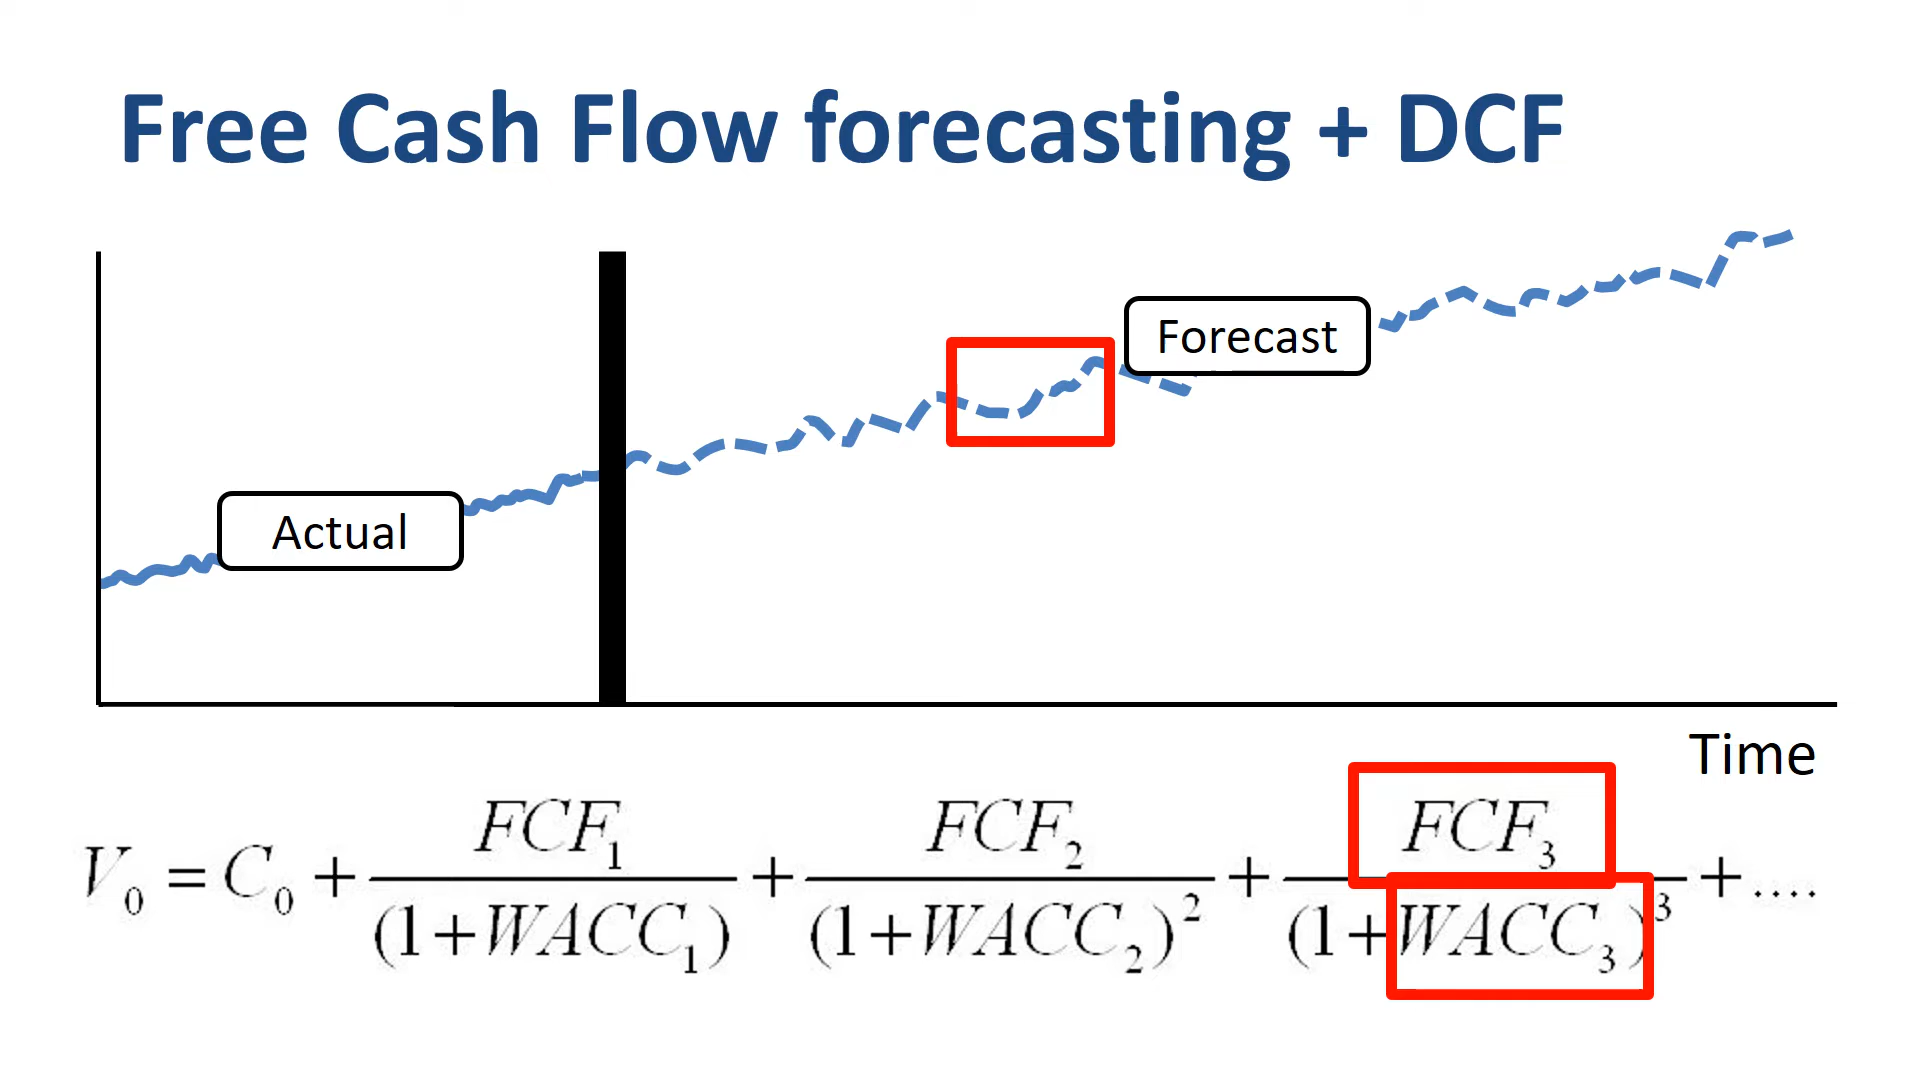 Free Cash Flow forecasting + DCF
Forecast
Actual
Time
V₀ = C₀ + FCF₁/(1+WACC₁) + FCF₂/(1+WACC₂)² + FCF₃/(1+WACC₃)³ + ....